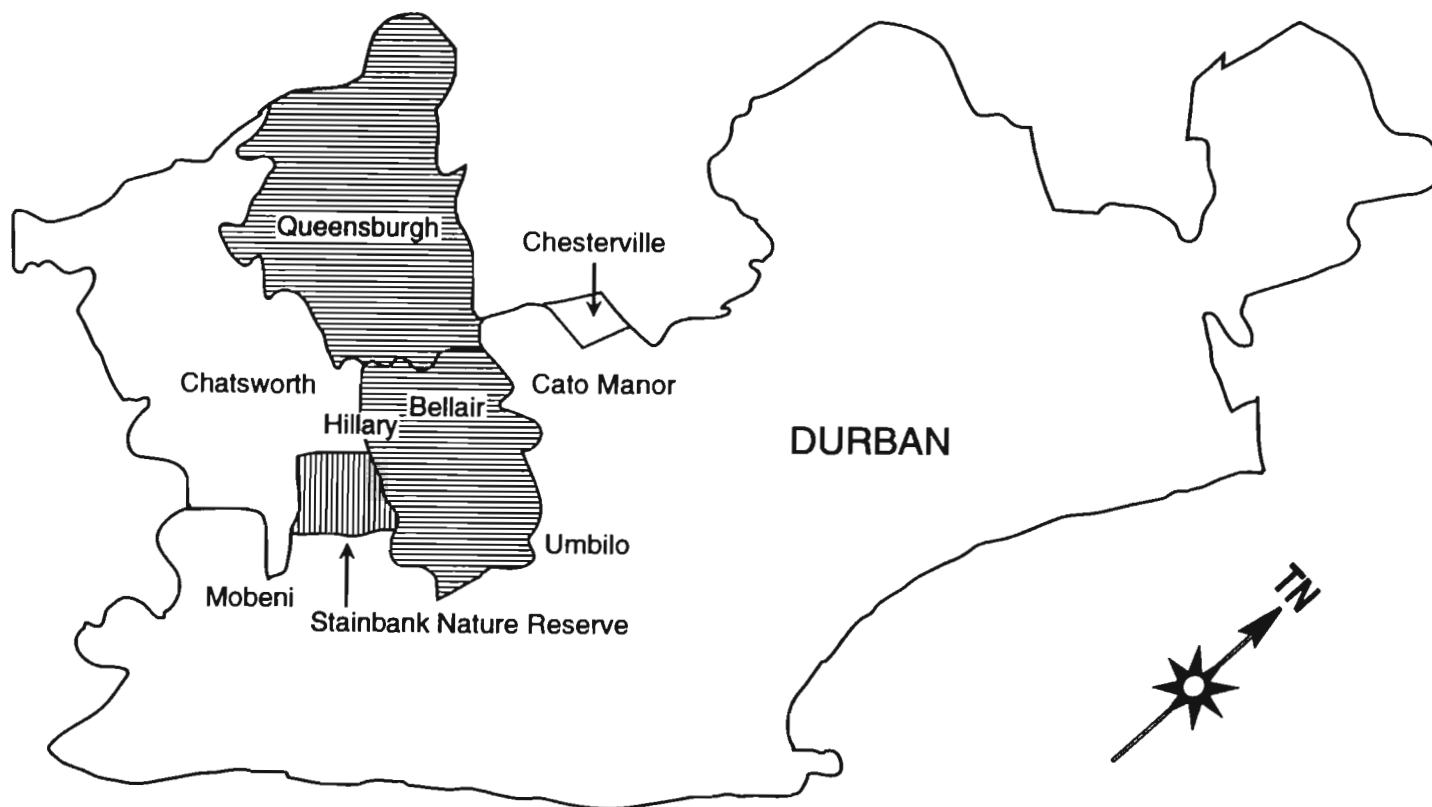 Queensburgh
Chesterville
Chatsworth
Cato Manor
Bellair
Hillary
DURBAN
Umbilo
Mobeni
Stainbank Nature Reserve
TN